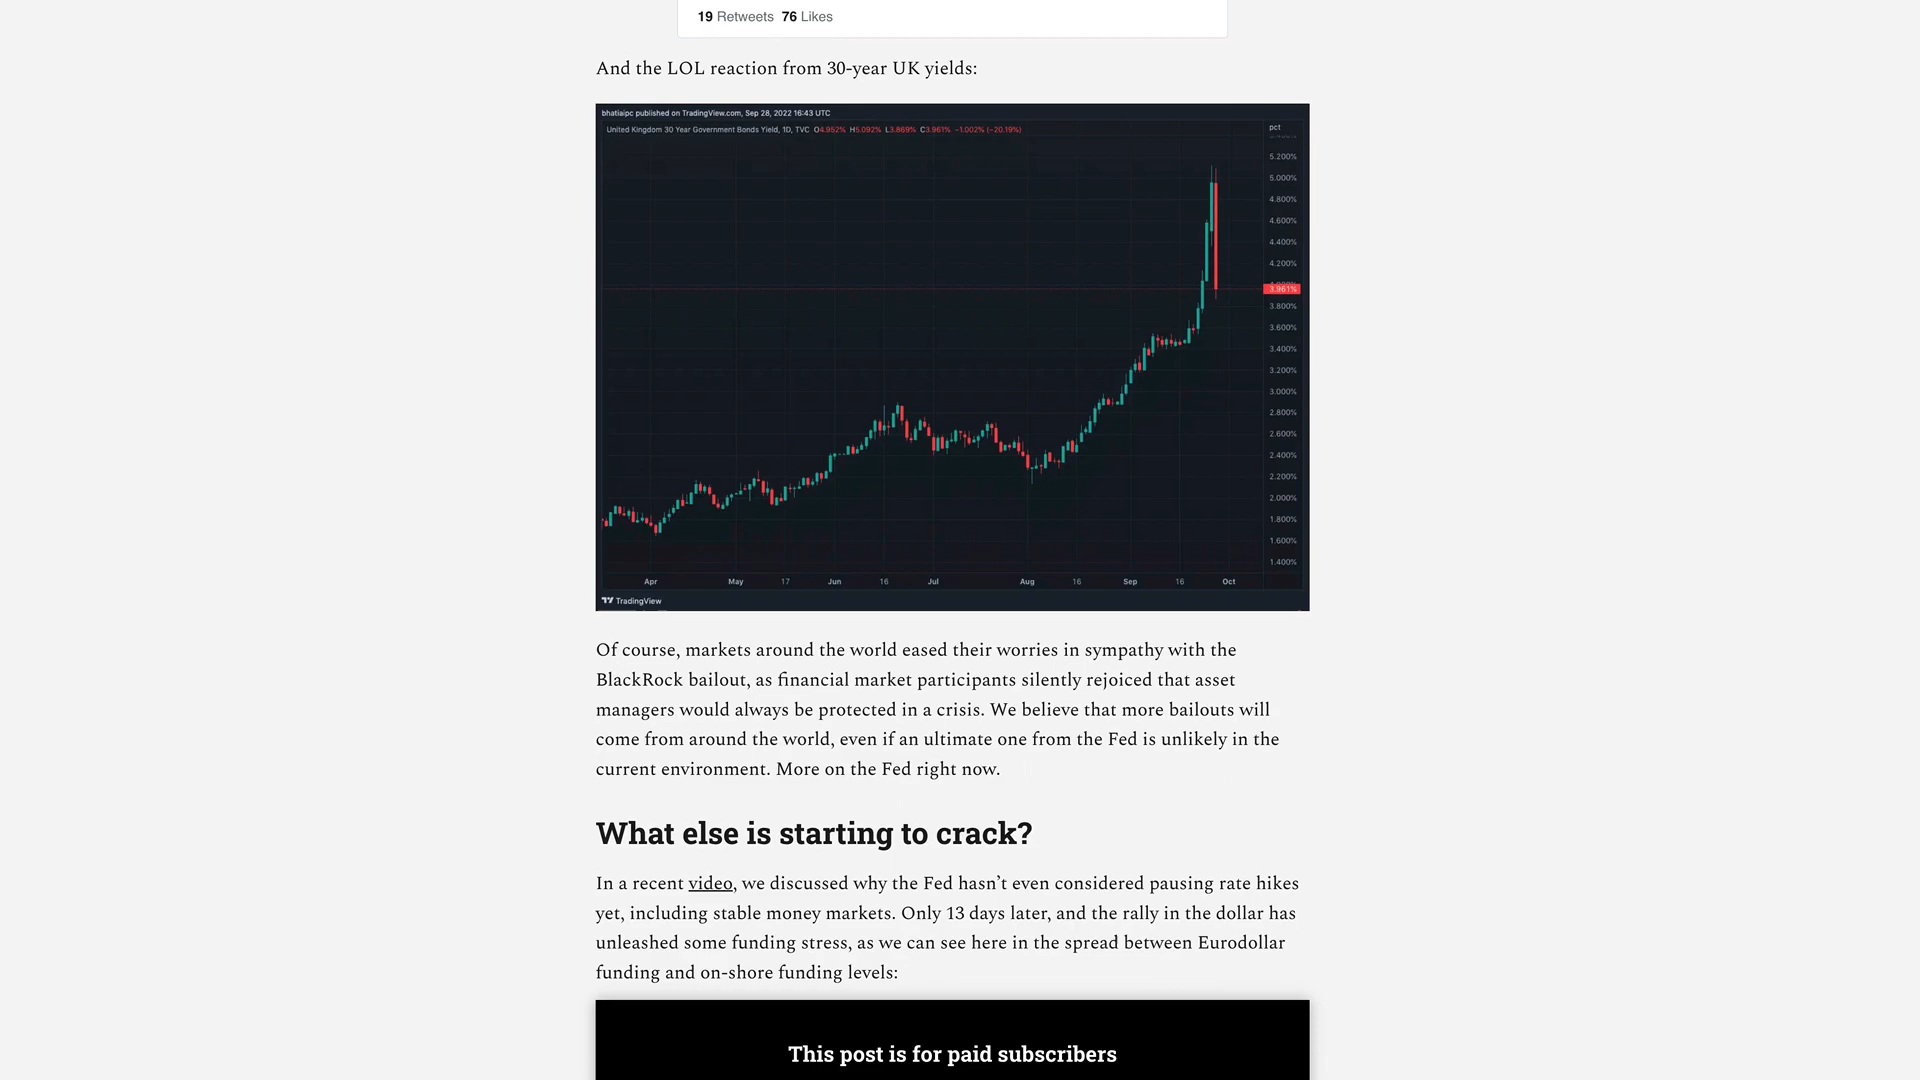 19 Retweets 76 Likes
And the LOL reaction from 30-year UK yields:
bhatiaipc published on TradingView.com, Sep 28, 2022 16:43 UTC
United Kingdom 30 Year Government Bonds Yield, 1D, TVC O4.952% H5.092% L3.869% C3.961% −1.002% (−20.19%)
pct
5.200%
5.000%
4.800%
4.600%
4.400%
4.200%
3.961%
3.800%
3.600%
3.400%
3.200%
3.000%
2.800%
2.600%
2.400%
2.200%
2.000%
1.800%
1.600%
1.400%
Apr May 17 Jun 16 Jul Aug 16 Sep 16 Oct
TradingView
Of course, markets around the world eased their worries in sympathy with the
BlackRock bailout, as financial market participants silently rejoiced that asset
managers would always be protected in a crisis. We believe that more bailouts will
come from around the world, even if an ultimate one from the Fed is unlikely in the
current environment. More on the Fed right now.
What else is starting to crack?
In a recent video, we discussed why the Fed hasn’t even considered pausing rate hikes
yet, including stable money markets. Only 13 days later, and the rally in the dollar has
unleashed some funding stress, as we can see here in the spread between Eurodollar
funding and on-shore funding levels:
This post is for paid subscribers